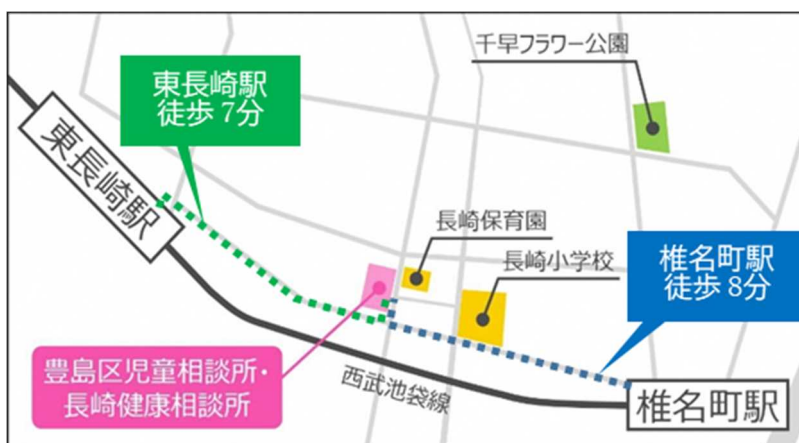 千早フラワー公園
東長崎駅
徒歩 7分
東長崎駅
長崎保育園
長崎小学校
椎名町駅
徒歩 8分
豊島区児童相談所・
長崎健康相談所
西武池袋線
椎名町駅